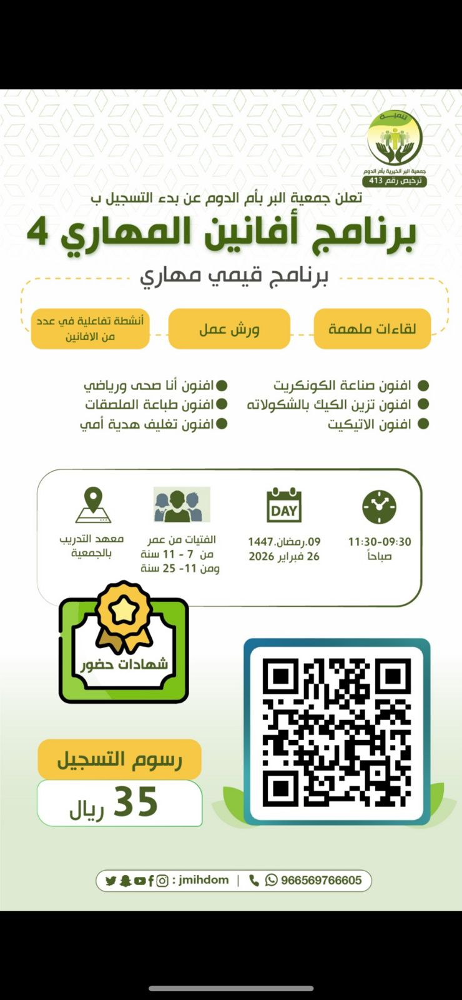 تنميـــة
جمعية البر الخيرية بأم الدوم
ترخيص رقم 413
تعلن جمعية البر بأم الدوم عن بدء التسجيل ب
برنامج أفانين المهاري 4
برنامج قيمي مهاري
لقاءات ملهمة
ورش عمل
أنشطة تفاعلية في عدد
من الافانين
افنون صناعة الكونكريت
افنون تزين الكيك بالشكولاته
افنون الاتيكيت
افنون أنا صحى ورياضي
افنون طباعة الملصقات
افنون تغليف هدية أمي
11:30-09:30
صباحاً
DAY
09.رمضان.1447
26 فبراير 2026
الفتيات من عمر
من 7 - 11 سنة
ومن 11- 25 سنة
معهد التدريب
بالجمعية
شهادات حضور
رسوم التسجيل
35 ريال
: jmihdom | 966569766605